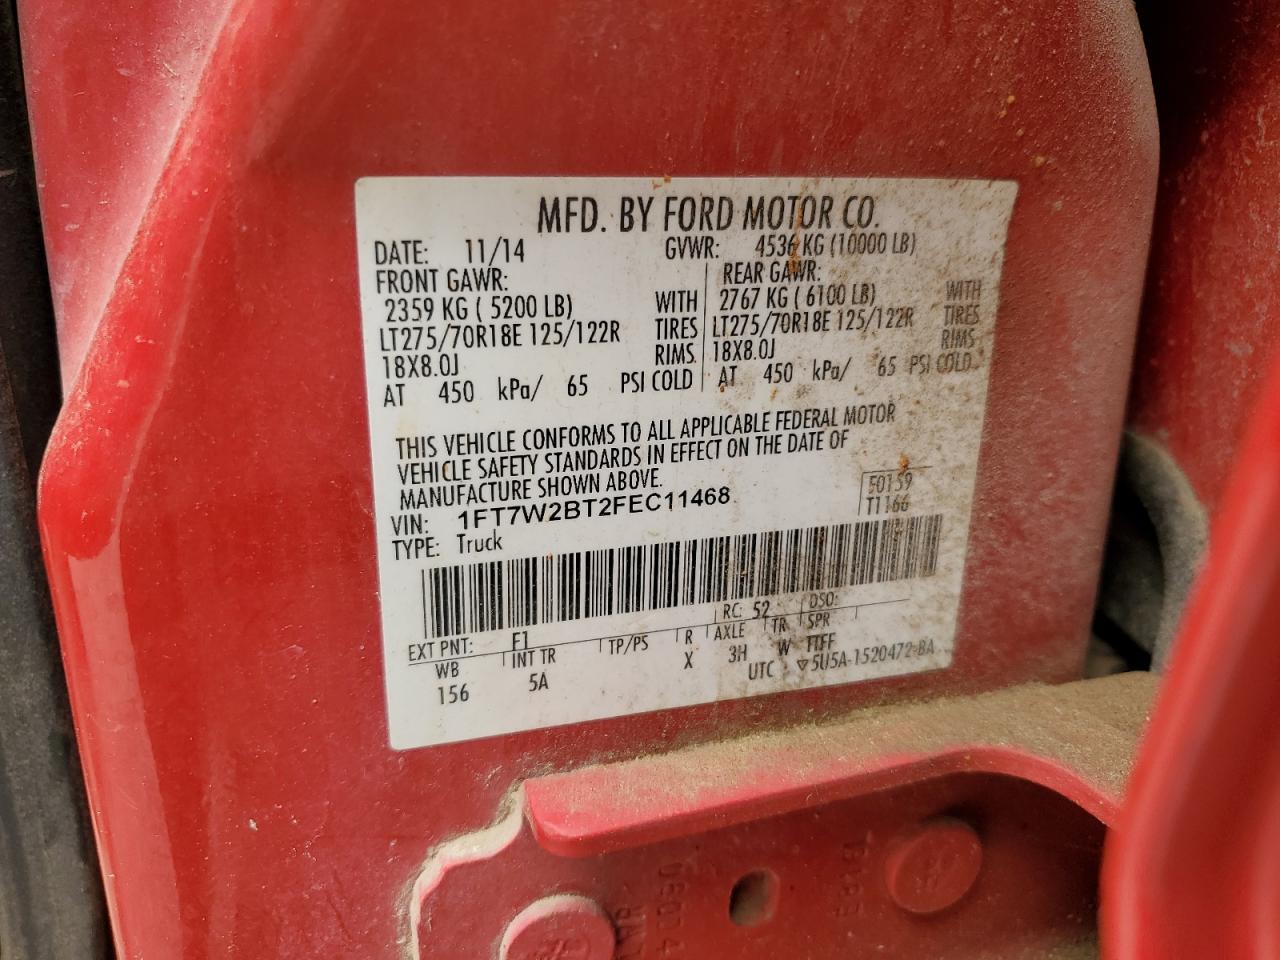 MFD. BY FORD MOTOR CO.
DATE: 11/14 GVWR: 4536 KG (10000 LB)
FRONT GAWR: REAR GAWR:
2359 KG ( 5200 LB) WITH 2767 KG ( 6100 LB) WITH
LT275/70R18E 125/122R TIRES LT275/70R18E 125/122R TIRES
18X8.0J RIMS 18X8.0J RIMS
AT 450 kPa/ 65 PSI COLD AT 450 kPa/ 65 PSI COLD
THIS VEHICLE CONFORMS TO ALL APPLICABLE FEDERAL MOTOR
VEHICLE SAFETY STANDARDS IN EFFECT ON THE DATE OF
MANUFACTURE SHOWN ABOVE.
VIN: 1FT7W2BT2FEC11468
TYPE: Truck
50159
T1166
RC: 52 DSO:
EXT PNT: F1 TP/PS R AXLE TR SPR
WB INT TR X 3H W TTFF
156 5A UTC ▽5U5A-1520472-BA